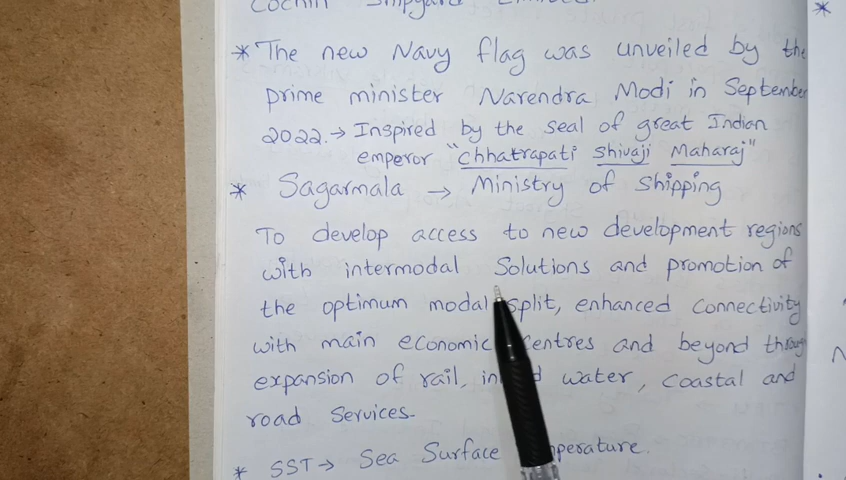 Cochin Shipyard Limited.
* The new Navy flag was unveiled by the
prime minister Narendra Modi in September
2022. → Inspired by the seal of great Indian
emperor "Chhatrapati Shivaji Maharaj"
* Sagarmala → Ministry of Shipping
To develop access to new development regions
with intermodal Solutions and promotion of
the optimum modal split, enhanced connectivity
with main economic centres and beyond through
expansion of rail, water, coastal and
road Services.
* SST → Sea Surface
*